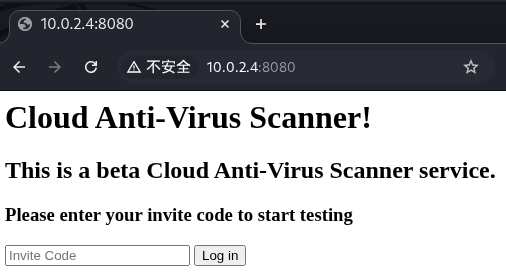 10.0.2.4:8080
不安全 10.0.2.4:8080
Cloud Anti-Virus Scanner!
This is a beta Cloud Anti-Virus Scanner service.
Please enter your invite code to start testing
Invite Code Log in